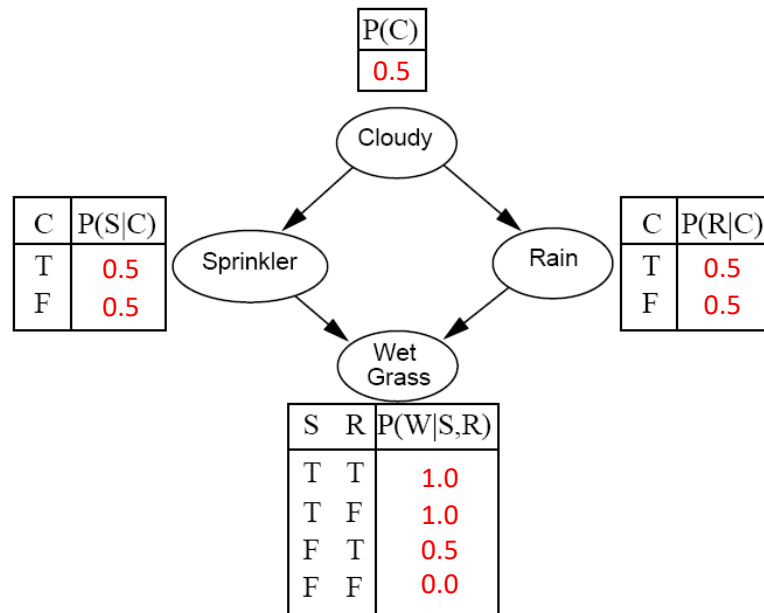 P(C)
0.5
Cloudy
C P(S|C)
T 0.5
F 0.5
Sprinkler
Rain
C P(R|C)
T 0.5
F 0.5
Wet
Grass
S R P(W|S,R)
T T 1.0
T F 1.0
F T 0.5
F F 0.0